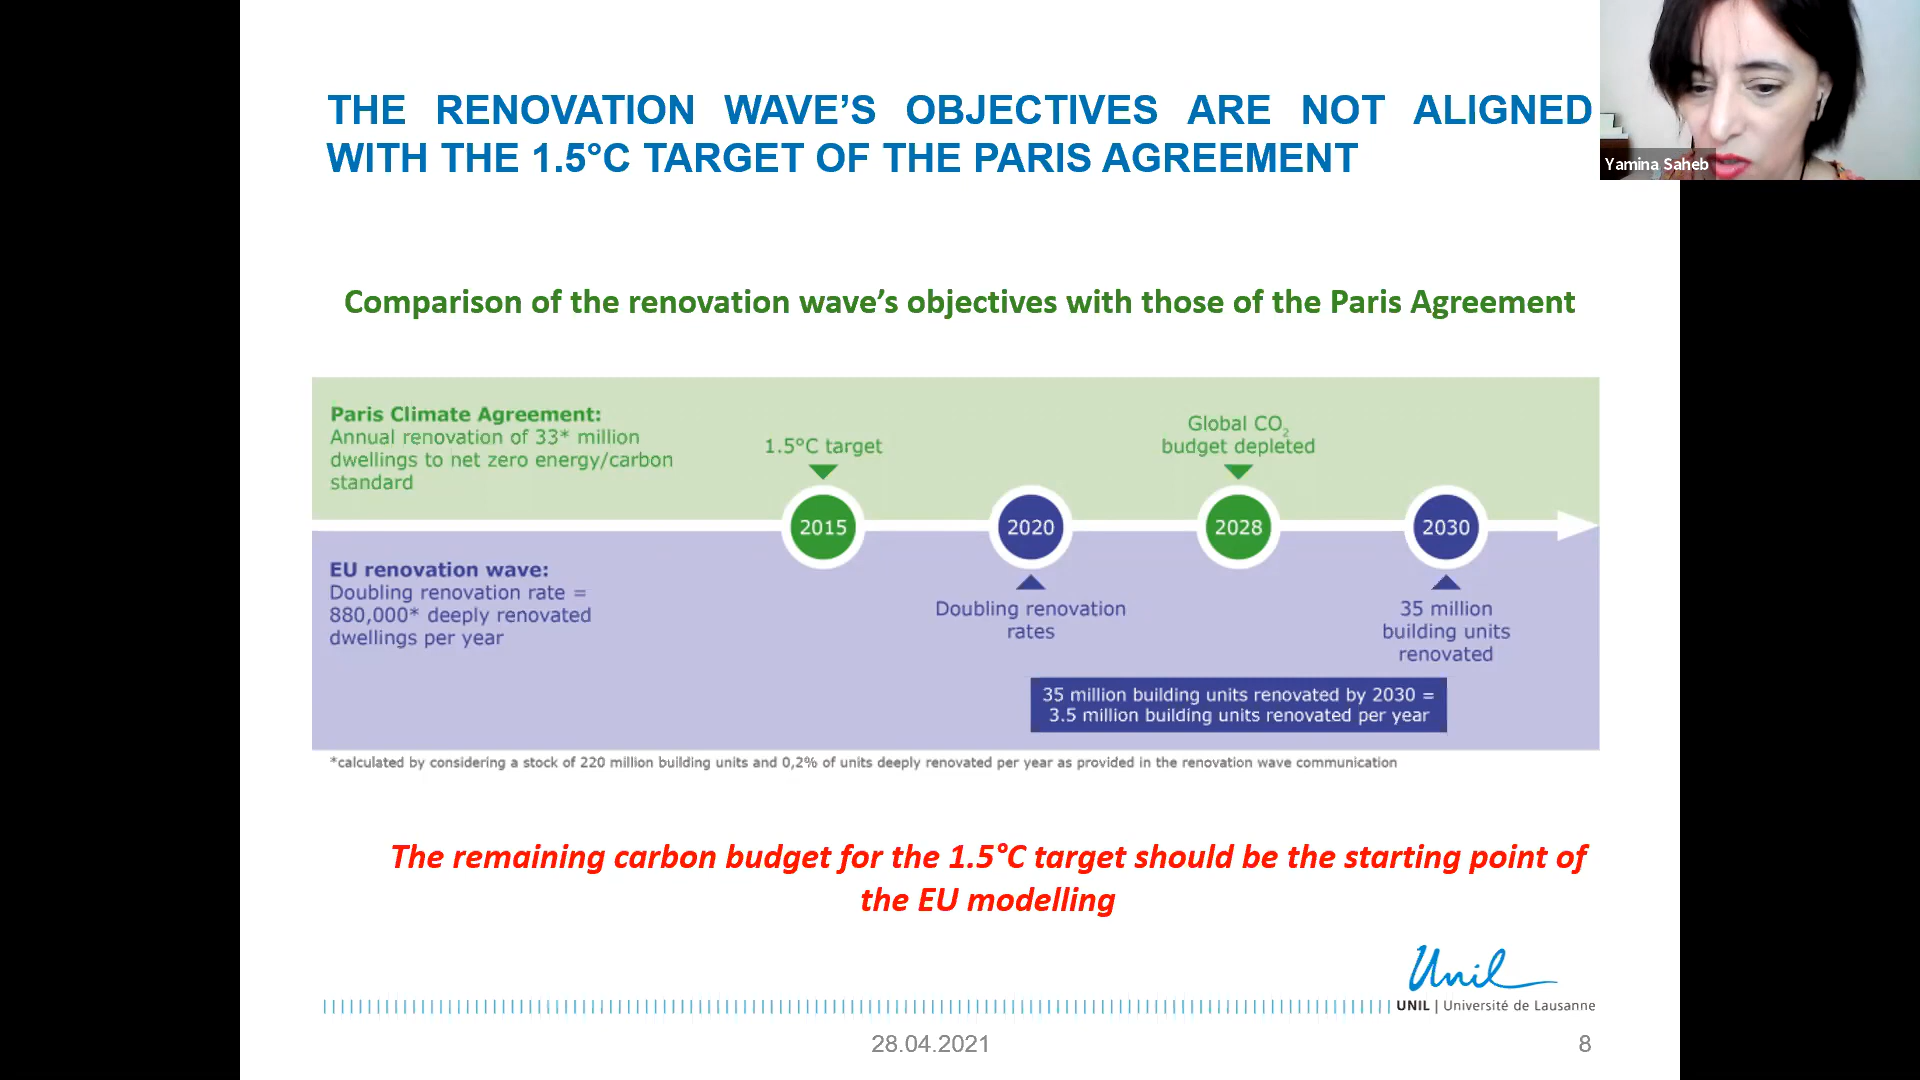 THE RENOVATION WAVE’S OBJECTIVES ARE NOT ALIGNED
WITH THE 1.5°C TARGET OF THE PARIS AGREEMENT
Yamina Saheb
Comparison of the renovation wave’s objectives with those of the Paris Agreement
Paris Climate Agreement:
Annual renovation of 33* million
dwellings to net zero energy/carbon
standard
1.5°C target
Global CO₂
budget depleted
2015
2020
2028
2030
EU renovation wave:
Doubling renovation rate =
880,000* deeply renovated
dwellings per year
Doubling renovation
rates
35 million
building units
renovated
35 million building units renovated by 2030 =
3.5 million building units renovated per year
*calculated by considering a stock of 220 million building units and 0,2% of units deeply renovated per year as provided in the renovation wave communication
The remaining carbon budget for the 1.5°C target should be the starting point of
the EU modelling
Unil
UNIL | Université de Lausanne
28.04.2021
8